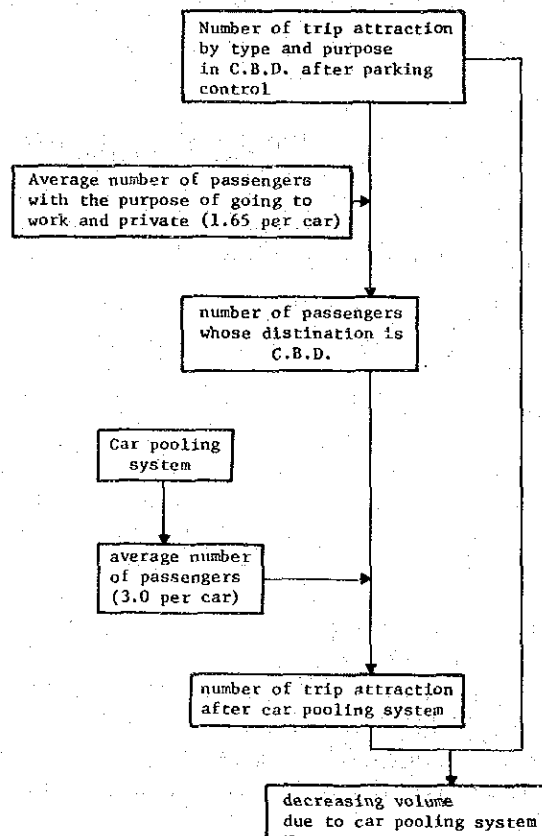 Number of trip attraction
by type and purpose
in C.B.D. after parking
control
Average number of passengers
with the purpose of going to
work and private (1.65 per car)
number of passengers
whose distination is
C.B.D.
Car pooling
system
average number
of passengers
(3.0 per car)
number of trip attraction
after car pooling system
decreasing volume
due to car pooling system